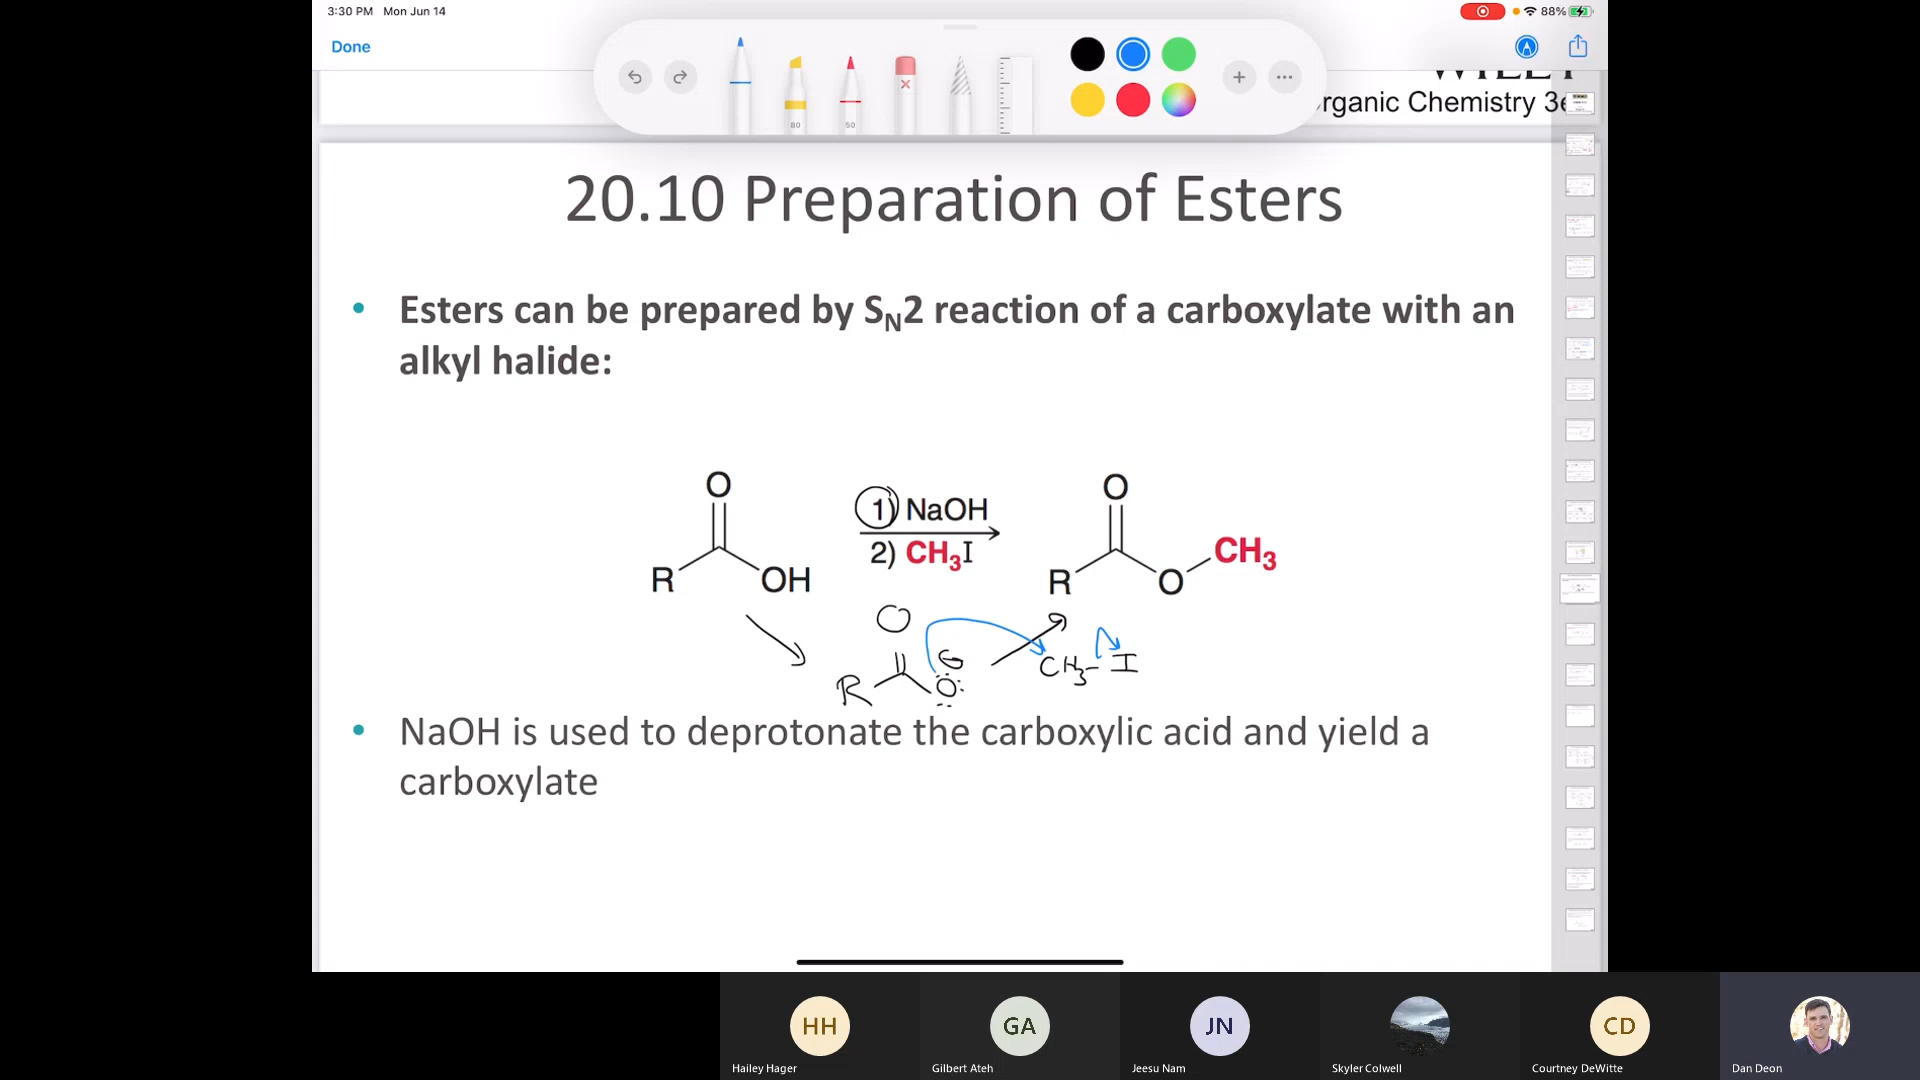 3:30 PM Mon Jun 14
88%
Done
rganic Chemistry 3e
80
50
20.10 Preparation of Esters
• Esters can be prepared by SN2 reaction of a carboxylate with an
alkyl halide:
O
R
OH
1) NaOH
2) CH3I
O
R
O
CH3
O
R
O
⊖
CH3-I
• NaOH is used to deprotonate the carboxylic acid and yield a
carboxylate
HH
GA
JN
CD
Hailey Hager
Gilbert Ateh
Jeesu Nam
Skyler Colwell
Courtney DeWitte
Dan Deon